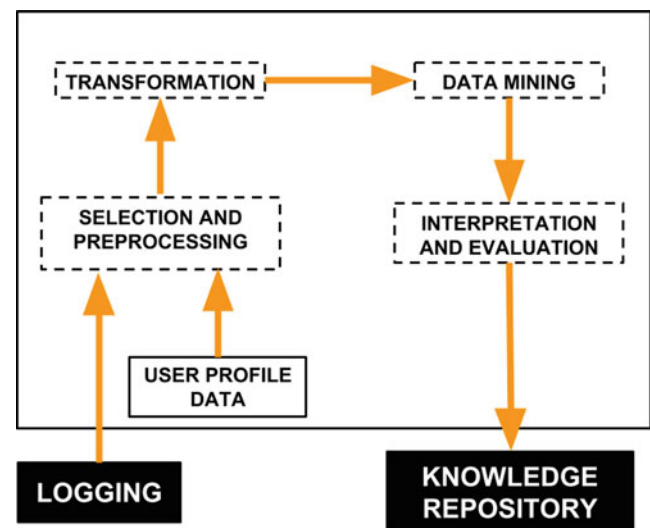 TRANSFORMATION
DATA MINING
SELECTION AND
PREPROCESSING
INTERPRETATION
AND EVALUATION
USER PROFILE
DATA
LOGGING
KNOWLEDGE
REPOSITORY